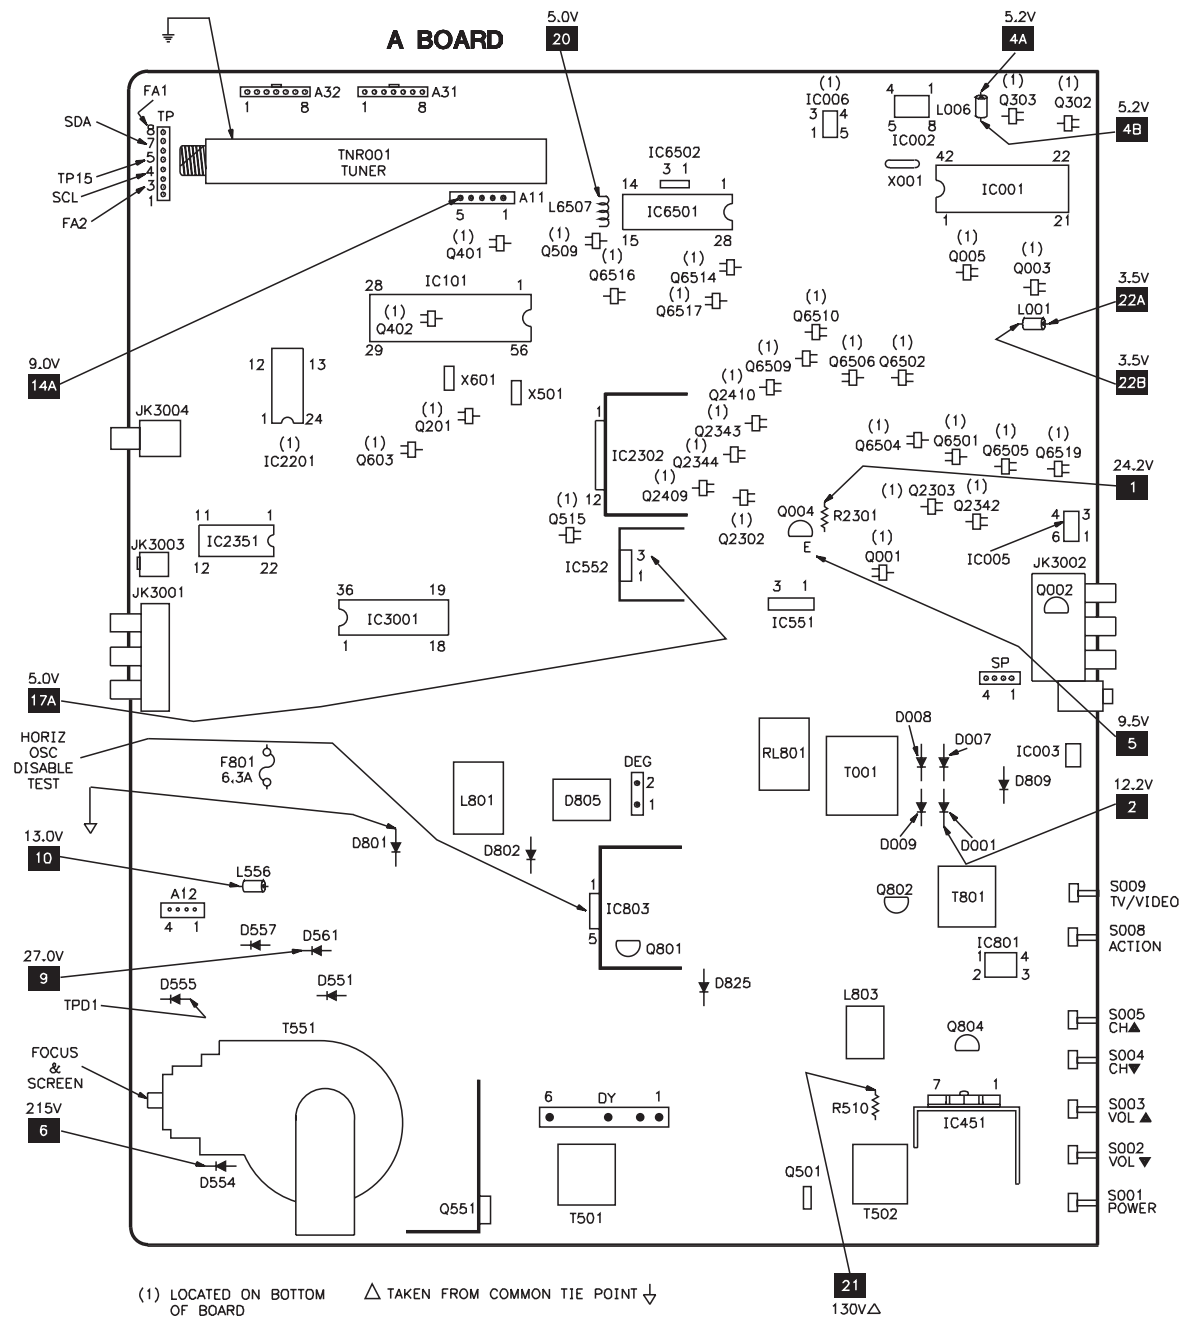 A BOARD
5.0V
20
5.2V
4A
FA1
TP
SDA
TP15
SCL
FA2
8
7
5
4
3
1
A32
1 8
A31
1 8
TNR001
TUNER
A11
5 1
(1)
IC006
3 4
1 5
4 1
5 8
IC002
L006
(1)
Q303
(1)
Q302
5.2V
4B
X001
42 22
IC001
1 21
IC6502
3 1
L6507
14 1
IC6501
15 28
(1)
Q401
(1)
Q509
(1)
Q6516
(1)
Q6514
(1)
Q6517
(1)
Q005
(1)
Q003
L001
3.5V
22A
3.5V
22B
IC101
28 1
(1)
Q402
29 56
(1)
Q6510
(1)
Q6509
(1)
Q6506
(1)
Q6502
9.0V
14A
12 13
1 24
(1)
IC2201
X601
X501
(1)
Q201
(1)
Q603
JK3004
1
IC2302
12
(1)
Q2410
(1)
Q2343
(1)
Q2344
(1)
Q2409
(1)
Q2302
(1)
Q6504
(1)
Q6501
(1)
Q6505
(1)
Q6519
24.2V
1
(1)
Q2303
(1)
Q2342
Q004
E
R2301
(1)
Q001
IC005
4 3
6 1
(1)
Q515
11 1
IC2351
12 22
JK3003
JK3001
IC552
3
1
JK3002
Q002
3 1
IC551
36 19
IC3001
1 18
SP
4 1
5.0V
17A
HORIZ
OSC
DISABLE
TEST
F801
6.3A
L801
D805
DEG
2
1
RL801
T001
D008
D007
D009
D001
IC003
D809
9.5V
5
12.2V
2
D801
D802
13.0V
10
L556
A12
4 1
1
IC803
5
Q801
Q802
T801
S009
TV/VIDEO
S008
ACTION
IC801
1 4
2 3
27.0V
9
D557
D561
D555
D551
TPD1
D825
L803
Q804
S005
CH▲
S004
CH▼
T551
FOCUS
&
SCREEN
215V
6
D554
6 DY 1
R510
7 1
IC451
S003
VOL ▲
S002
VOL ▼
S001
POWER
Q551
T501
Q501
T502
21
130V△
(1) LOCATED ON BOTTOM
OF BOARD
△ TAKEN FROM COMMON TIE POINT